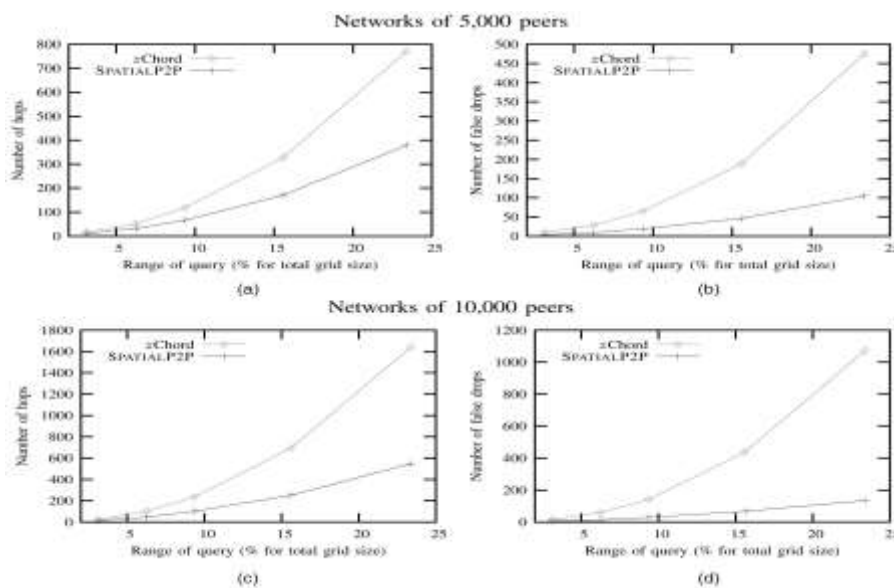 Networks of 5,000 peers
800
700
600
500
400
300
200
100
0
zChord
SPATIALP2P
Number of hops
5
10
15
20
25
Range of query (% for total grid size)
(a)
500
450
400
350
300
250
200
150
100
50
0
zChord
SPATIALP2P
Number of false drops
5
10
15
20
25
Range of query (% for total grid size)
(b)
Networks of 10,000 peers
1800
1600
1400
1200
1000
800
600
400
200
0
zChord
SPATIALP2P
Number of hops
5
10
15
20
25
Range of query (% for total grid size)
(c)
1200
1000
800
600
400
200
0
zChord
SPATIALP2P
Number of false drops
5
10
15
20
25
Range of query (% for total grid size)
(d)